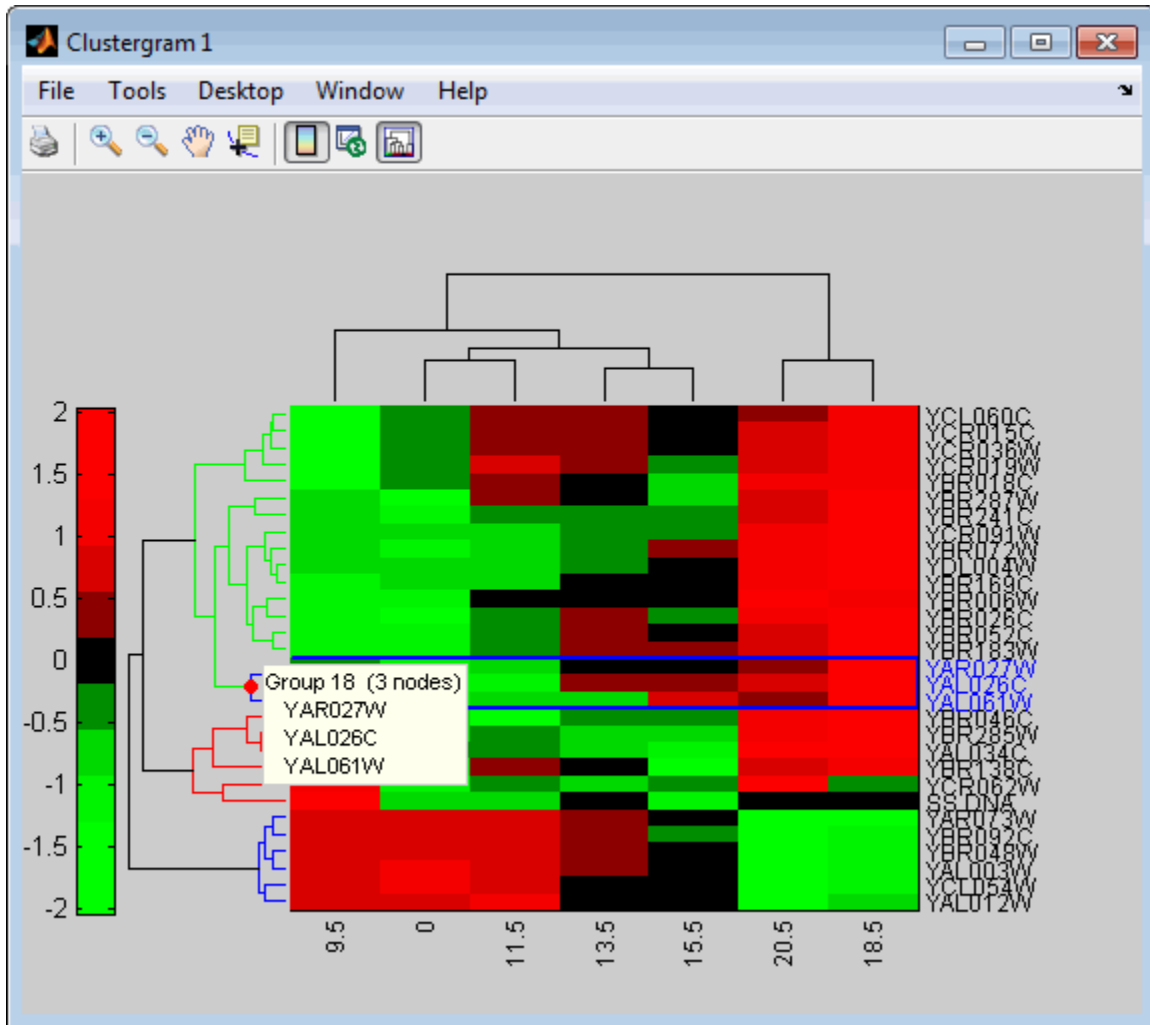 Clustergram 1
File Tools Desktop Window Help
2
1.5
1
0.5
0
-0.5
-1
-1.5
-2
YCL060C
YCR015C
YCR036W
YCR019W
YBR018C
YBR287W
YBR241C
YCR091W
YBR072W
YDL004W
YBR169C
YBR006W
YBR026C
YBR052C
YBR183W
YAR027W
YAL026C
YAL061W
YBR046C
YBR285W
YAL034C
YBR138C
YCR062W
SS DNA
YAR073W
YBR092C
YBR048W
YAL003W
YCL054W
YAL012W
Group 18 (3 nodes)
YAR027W
YAL026C
YAL061W
9.5 0 11.5 13.5 15.5 20.5 18.5